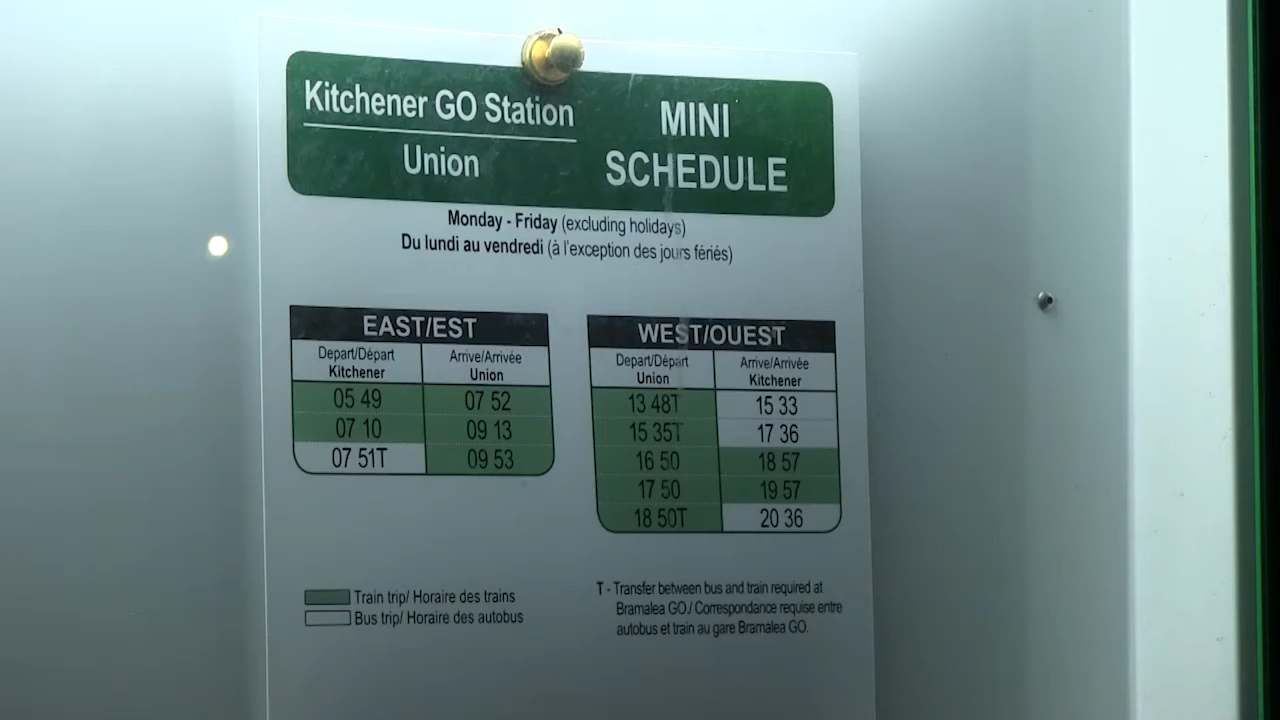 Kitchener GO Station
Union
MINI
SCHEDULE
Monday - Friday (excluding holidays)
Du lundi au vendredi (à l'exception des jours fériés)
EAST/EST
Depart/Départ Arrive/Arrivée
Kitchener Union
05 49 07 52
07 10 09 13
07 51T 09 53
WEST/OUEST
Depart/Départ Arrive/Arrivée
Union Kitchener
13 48T 15 33
15 35T 17 36
16 50 18 57
17 50 19 57
18 50T 20 36
Train trip/ Horaire des trains
Bus trip/ Horaire des autobus
T - Transfer between bus and train required at
Bramalea GO./ Correspondance requise entre
autobus et train au gare Bramalea GO.